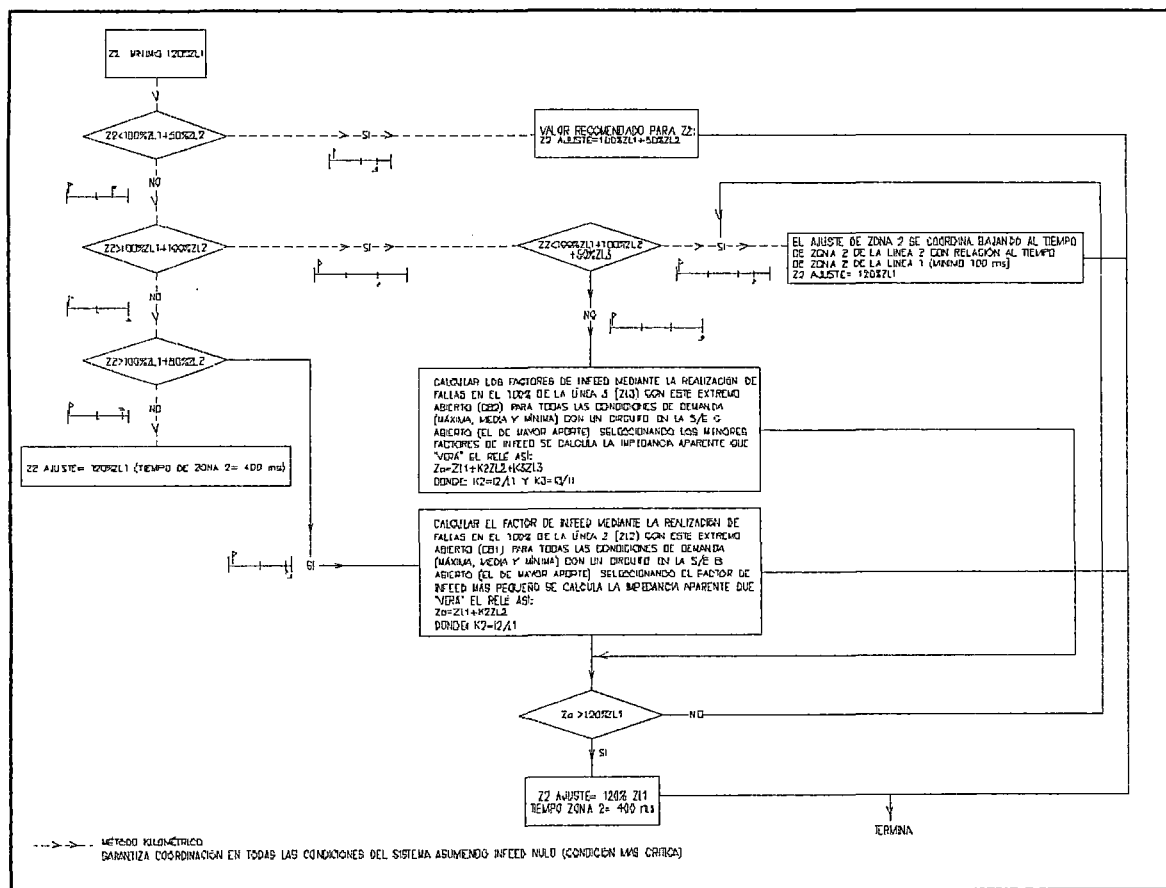 Z2 MINIMO 120%ZL1
Z2<100%ZL1+50%ZL2
SI
VALOR RECOMENDADO PARA Z2:
Z2 AJUSTE=100%ZL1+50%ZL2
NO
Z2>100%ZL1+100%ZL2
SI
Z2<100%ZL1+100%ZL2
+50%ZL3
SI
EL AJUSTE DE ZONA 2 SE COORDINA BAJANDO AL TIEMPO
DE ZONA 2 DE LA LINEA 2 CON RELACIÓN AL TIEMPO
DE ZONA 2 DE LA LINEA 1 (MINIMO 100 ms)
Z2 AJUSTE= 120%ZL1
NO
NO
Z2>100%ZL1+80%ZL2
NO
Z2 AJUSTE= 120%ZL1 (TIEMPO DE ZONA 2= 400 ms)
CALCULAR LOS FACTORES DE INFEED MEDIANTE LA REALIZACIÓN DE
FALLAS EN EL 100% DE LA LÍNEA 3 [ZL3] CON ESTE EXTREMO
ABIERTO (CB2) PARA TODAS LAS CONDICIONES DE DEMANDA
(MÁXIMA, MEDIA Y MÍNIMA) CON UN CIRCUITO EN LA S/E C
ABIERTO (EL DE MAYOR APORTE) SELECCIONANDO LOS MENORES
FACTORES DE INFEED SE CALCULA LA IMPEDANCIA APARENTE QUE
"VERÁ" EL RELÉ ASÍ:
Za=ZL1+K2ZL2+K3ZL3
DONDE: K2=I2/I1 Y K3=I3/I1
SI
CALCULAR EL FACTOR DE INFEED MEDIANTE LA REALIZACIÓN DE
FALLAS EN EL 100% DE LA LÍNEA 2 [ZL2] CON ESTE EXTREMO
ABIERTO (CB1) PARA TODAS LAS CONDICIONES DE DEMANDA
(MÁXIMA, MEDIA Y MÍNIMA) CON UN CIRCUITO EN LA S/E B
ABIERTO (EL DE MAYOR APORTE) SELECCIONANDO EL FACTOR DE
INFEED MAS PEQUEÑO SE CALCULA LA IMPEDANCIA APARENTE QUE
"VERÁ" EL RELÉ ASÍ:
Za=ZL1+K2ZL2
DONDE: K2=I2/I1
Za >120%ZL1
NO
SI
Z2 AJUSTE= 120% ZL1
TIEMPO ZONA 2= 400 ms
TERMINA
MÉTODO KILOMÉTRICO
GARANTIZA COORDINACIÓN EN TODAS LAS CONDICIONES DEL SISTEMA ASUMIENDO INFEED NULO (CONDICIÓN MAS CRITICA)